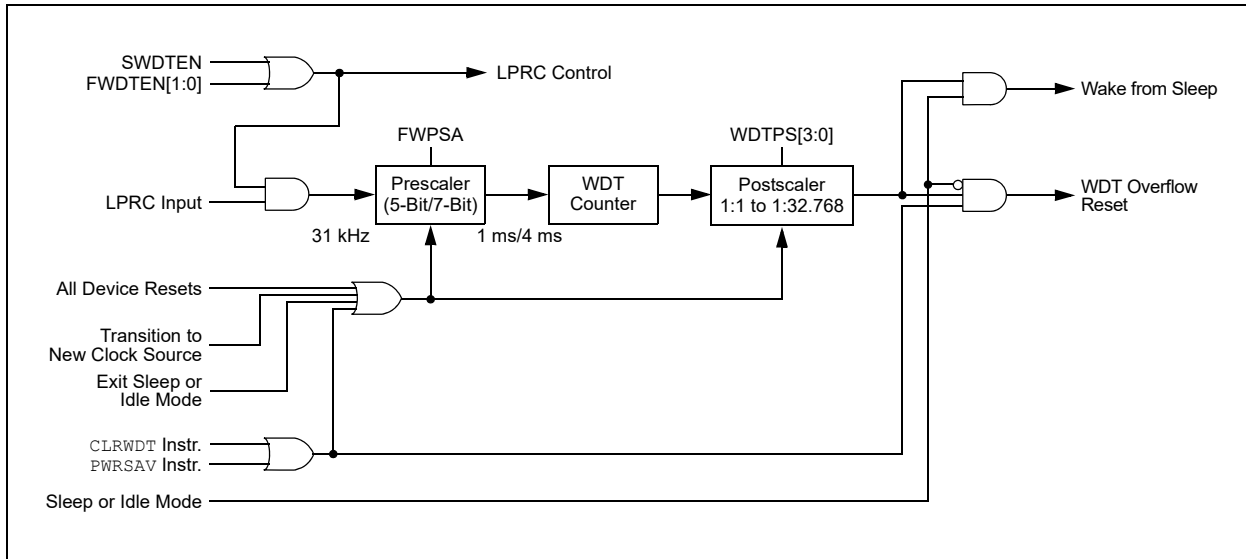 SWDTEN
FWDTEN[1:0]
LPRC Control
Wake from Sleep
FWPSA
WDTPS[3:0]
LPRC Input
Prescaler
(5-Bit/7-Bit)
WDT
Counter
Postscaler
1:1 to 1:32.768
WDT Overflow
Reset
31 kHz
1 ms/4 ms
All Device Resets
Transition to
New Clock Source
Exit Sleep or
Idle Mode
CLRWDT Instr.
PWRSAV Instr.
Sleep or Idle Mode